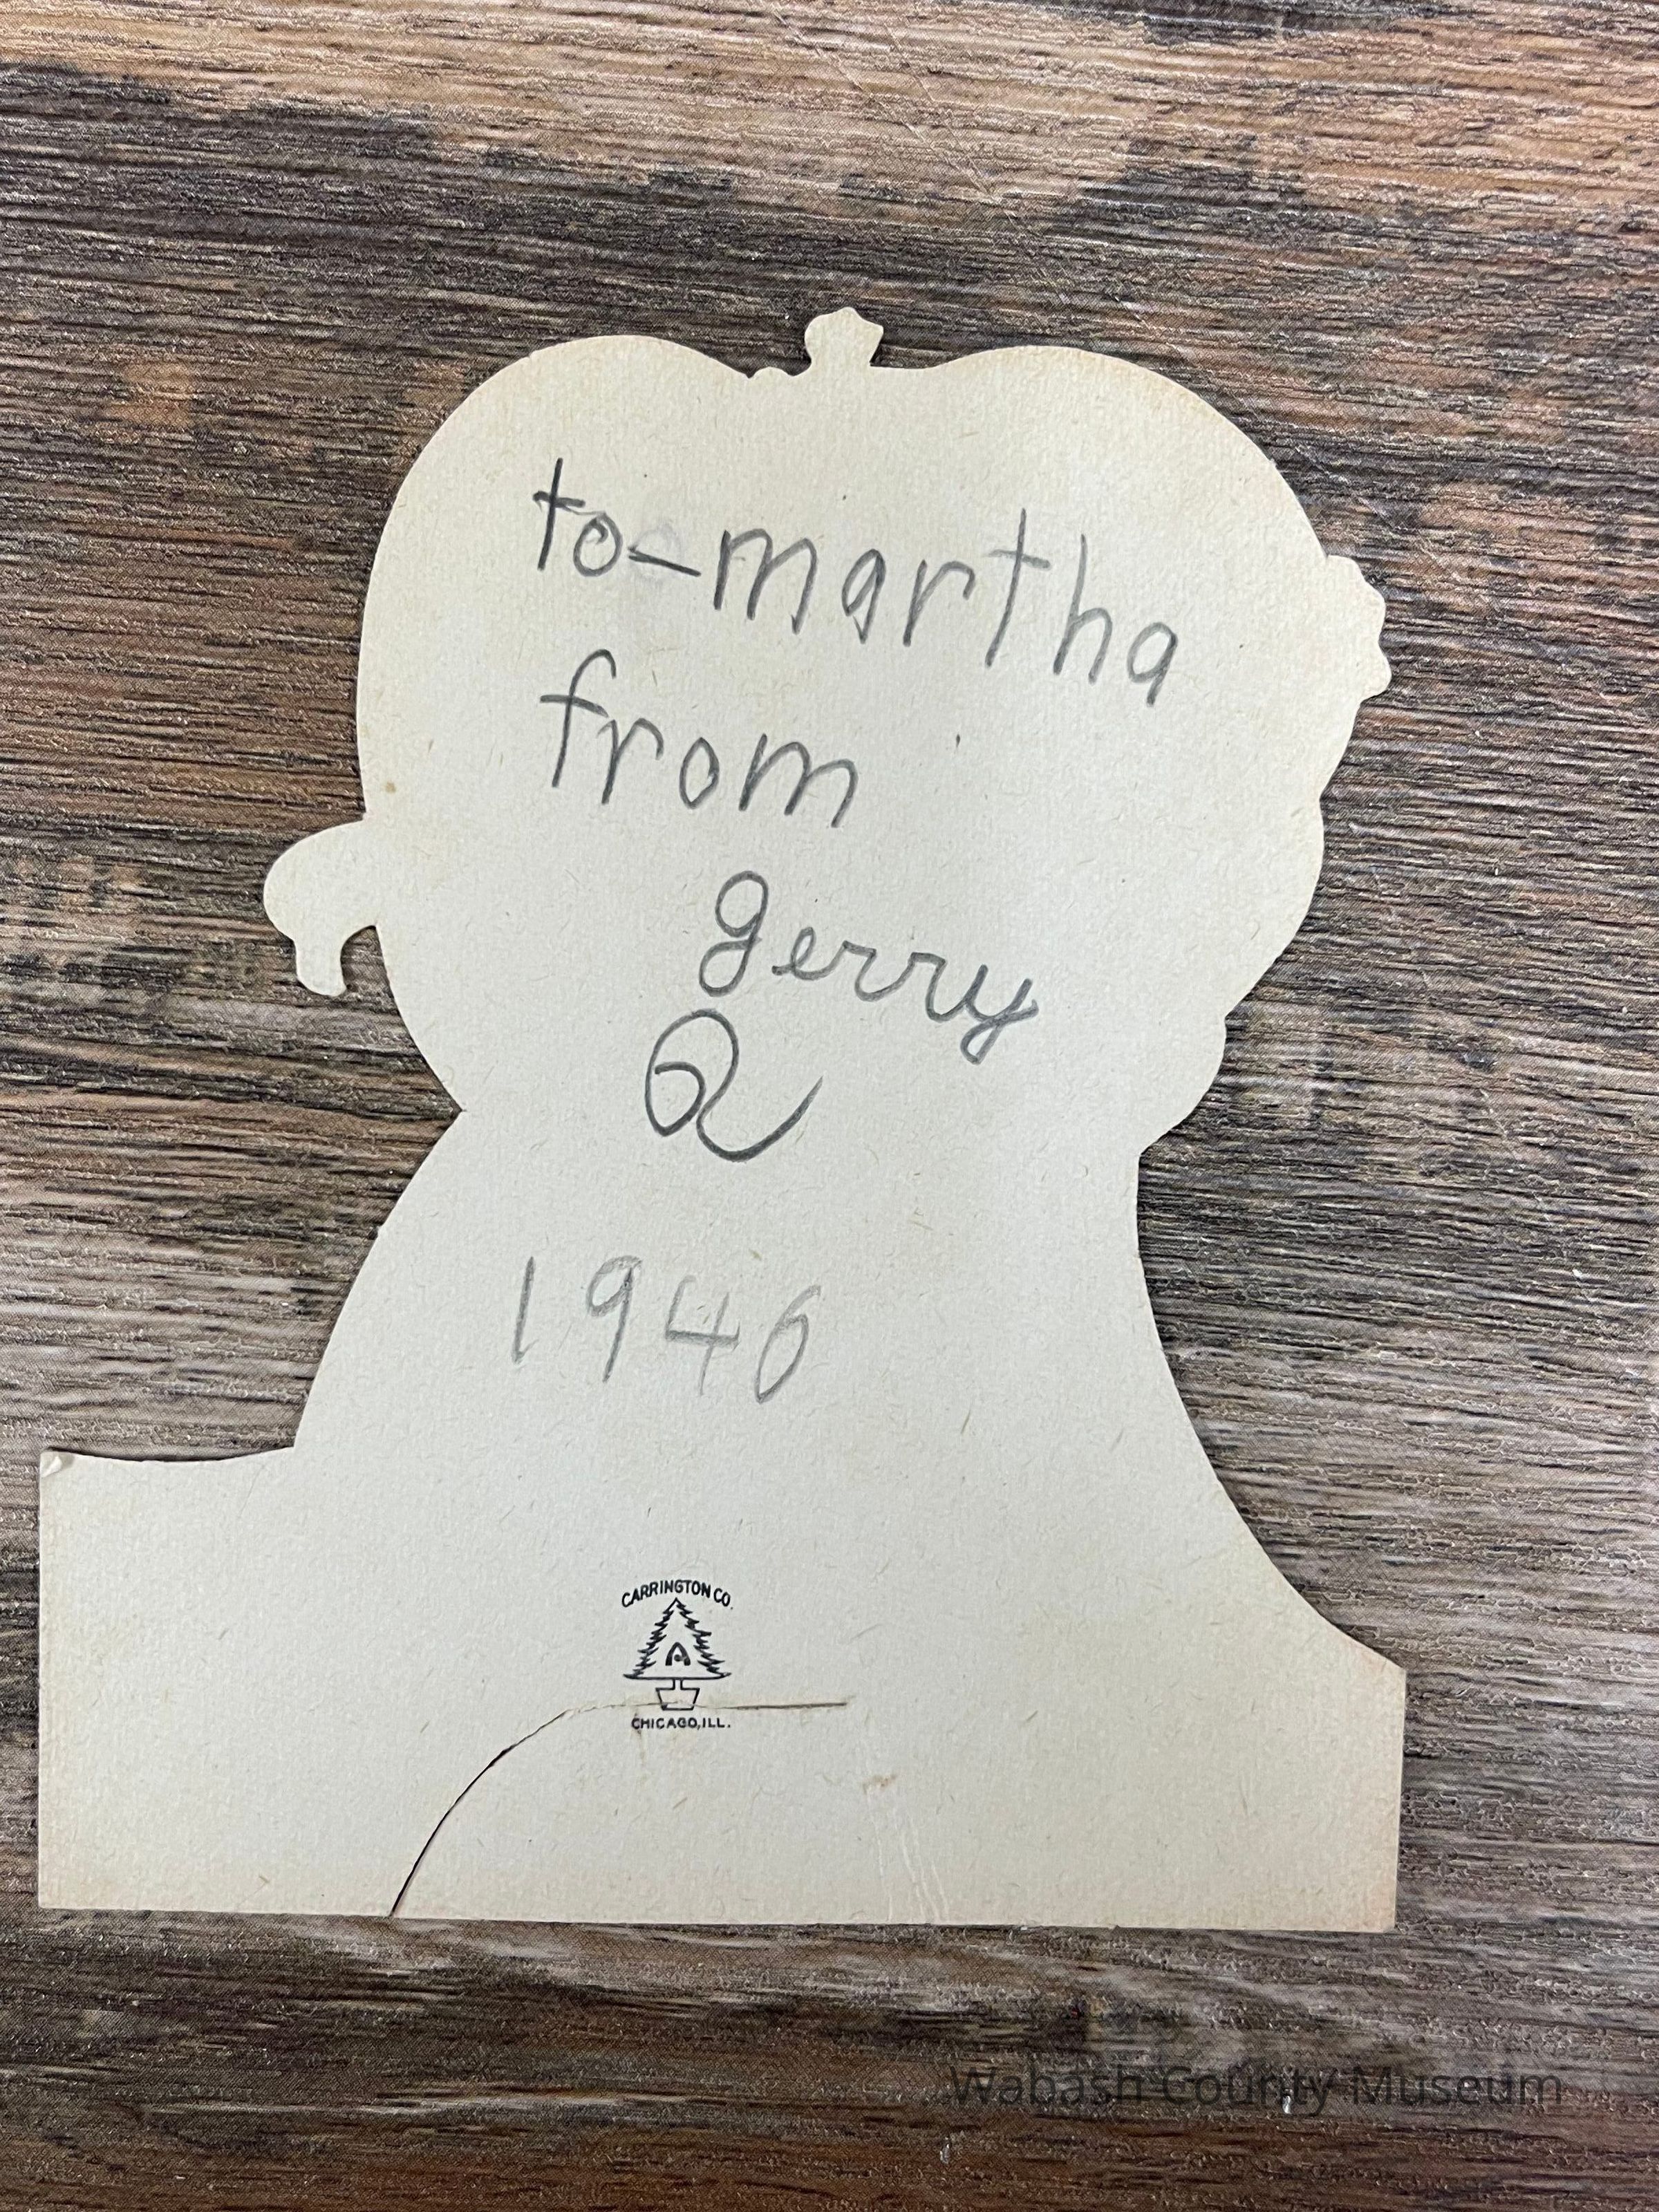 to-martha
from
gerry
R
1946
CARRINGTON CO.
A
CHICAGO, ILL.
Wabash County Museum